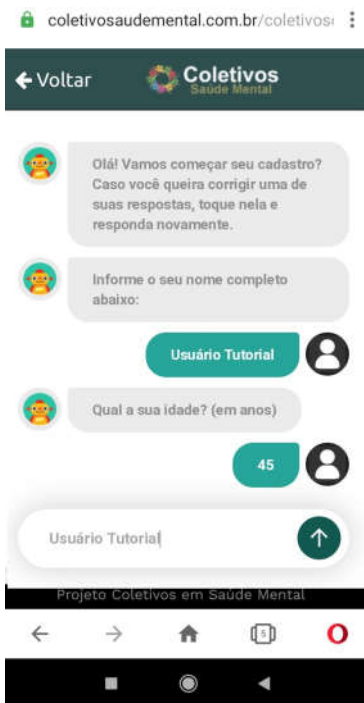 coletivosaudemental.com.br/coletivos
Voltar
Coletivos
Saúde Mental
Olá! Vamos começar seu cadastro?
Caso você queira corrigir uma de
suas respostas, toque nela e
responda novamente.
Informe o seu nome completo
abaixo:
Usuário Tutorial
Qual a sua idade? (em anos)
45
Usuário Tutorial
Projeto Coletivos em Saúde Mental
5